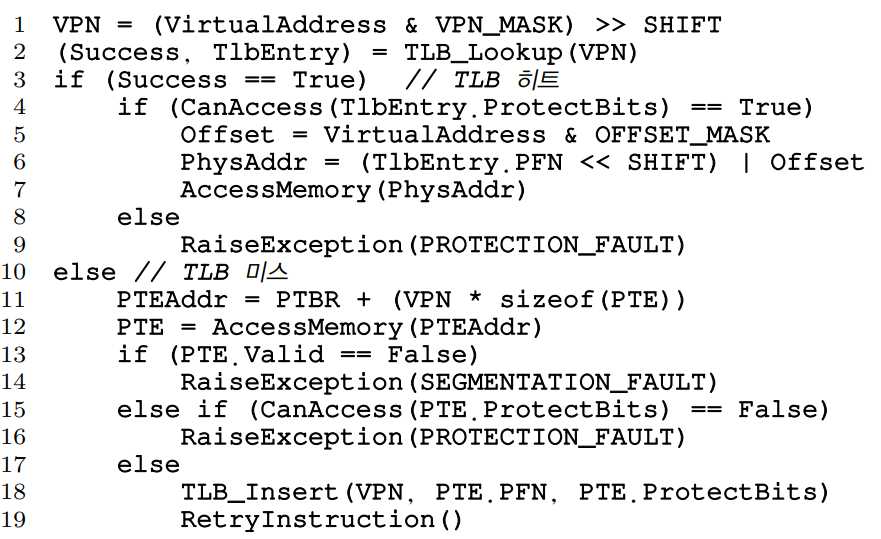 1 VPN = (VirtualAddress & VPN_MASK) >> SHIFT
2 (Success, TlbEntry) = TLB_Lookup(VPN)
3 if (Success == True) // TLB 히트
4 if (CanAccess(TlbEntry.ProtectBits) == True)
5 Offset = VirtualAddress & OFFSET_MASK
6 PhysAddr = (TlbEntry.PFN << SHIFT) | Offset
7 AccessMemory(PhysAddr)
8 else
9 RaiseException(PROTECTION_FAULT)
10 else // TLB 미스
11 PTEAddr = PTBR + (VPN * sizeof(PTE))
12 PTE = AccessMemory(PTEAddr)
13 if (PTE.Valid == False)
14 RaiseException(SEGMENTATION_FAULT)
15 else if (CanAccess(PTE.ProtectBits) == False)
16 RaiseException(PROTECTION_FAULT)
17 else
18 TLB_Insert(VPN, PTE.PFN, PTE.ProtectBits)
19 RetryInstruction()